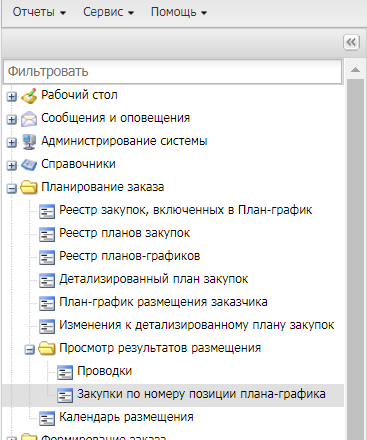 Отчеты Сервис Помощь
Фильтровать
Рабочий стол
Сообщения и оповещения
Администрирование системы
Справочники
Планирование заказа
Реестр закупок, включенных в План-график
Реестр планов закупок
Реестр планов-графиков
Детализированный план закупок
План-график размещения заказчика
Изменения к детализированному плану закупок
Просмотр результатов размещения
Проводки
Закупки по номеру позиции плана-графика
Календарь размещения
Формирование заказа